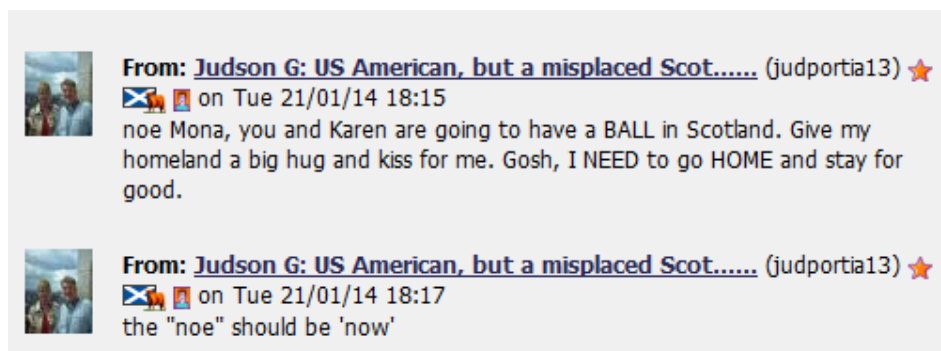 From: Judson G: US American, but a misplaced Scot...... (judportia13)
on Tue 21/01/14 18:15
noe Mona, you and Karen are going to have a BALL in Scotland. Give my
homeland a big hug and kiss for me. Gosh, I NEED to go HOME and stay for
good.
From: Judson G: US American, but a misplaced Scot...... (judportia13)
on Tue 21/01/14 18:17
the "noe" should be 'now'